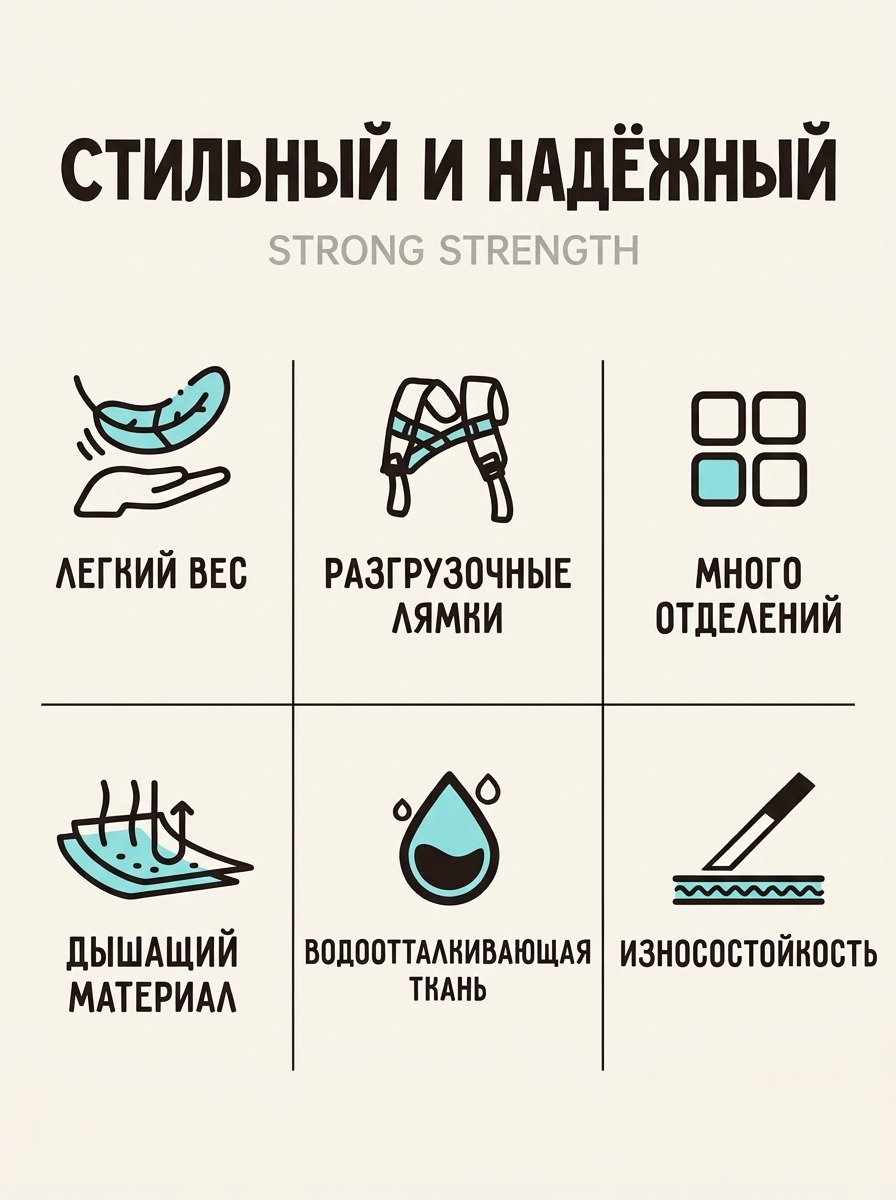 СТИЛЬНЫЙ И НАДЁЖНЫЙ
STRONG STRENGTH
ЛЕГКИЙ ВЕС
РАЗГРУЗОЧНЫЕ
ЛЯМКИ
МНОГО
ОТДЕЛЕНИЙ
ДЫШАЩИЙ
МАТЕРИАЛ
ВОДООТТАЛКИВАЮЩАЯ
ТКАНЬ
ИЗНОСОСТОЙКОСТЬ